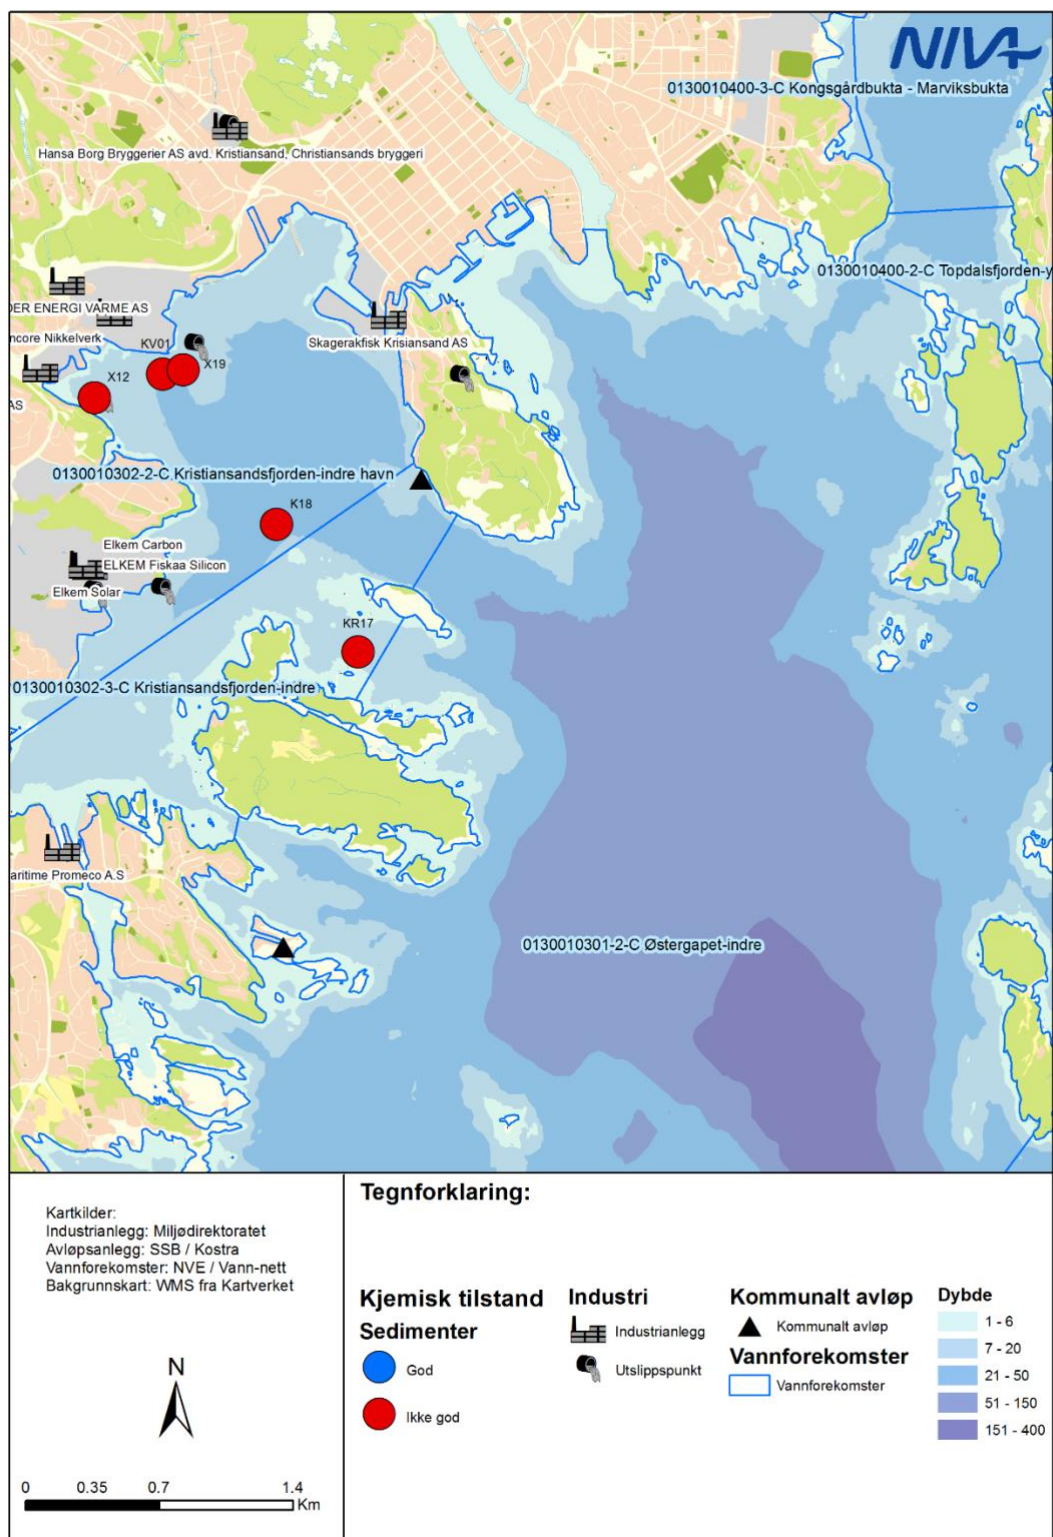 NIVA
0130010400-3-C Kongsgårdbukta - Marviksbukta
Hansa Borg Bryggerier AS avd. Kristiansand, Christiansands bryggeri
0130010400-2-C Topdalsfjorden-y
DER ENERGI VARME AS
ncore Nikkelverk
KV01
Skagerakfisk Krisiansand AS
X19
X12
AS
0130010302-2-C Kristiansandsfjorden-indre havn
K18
Elkem Carbon
ELKEM Fiskaa Silicon
Elkem Solar
KR17
0130010302-3-C Kristiansandsfjorden-indre
aritime Promeco A.S
0130010301-2-C Østergapet-indre
Kartkilder:
Industrianlegg: Miljødirektoratet
Avløpsanlegg: SSB / Kostra
Vannforekomster: NVE / Vann-nett
Bakgrunnskart: WMS fra Kartverket
N
0 0.35 0.7 1.4
Km
Tegnforklaring:
Kjemisk tilstand
Sedimenter
God
Ikke god
Industri
Industrianlegg
Utslippspunkt
Kommunalt avløp
Kommunalt avløp
Vannforekomster
Vannforekomster
Dybde
1 - 6
7 - 20
21 - 50
51 - 150
151 - 400